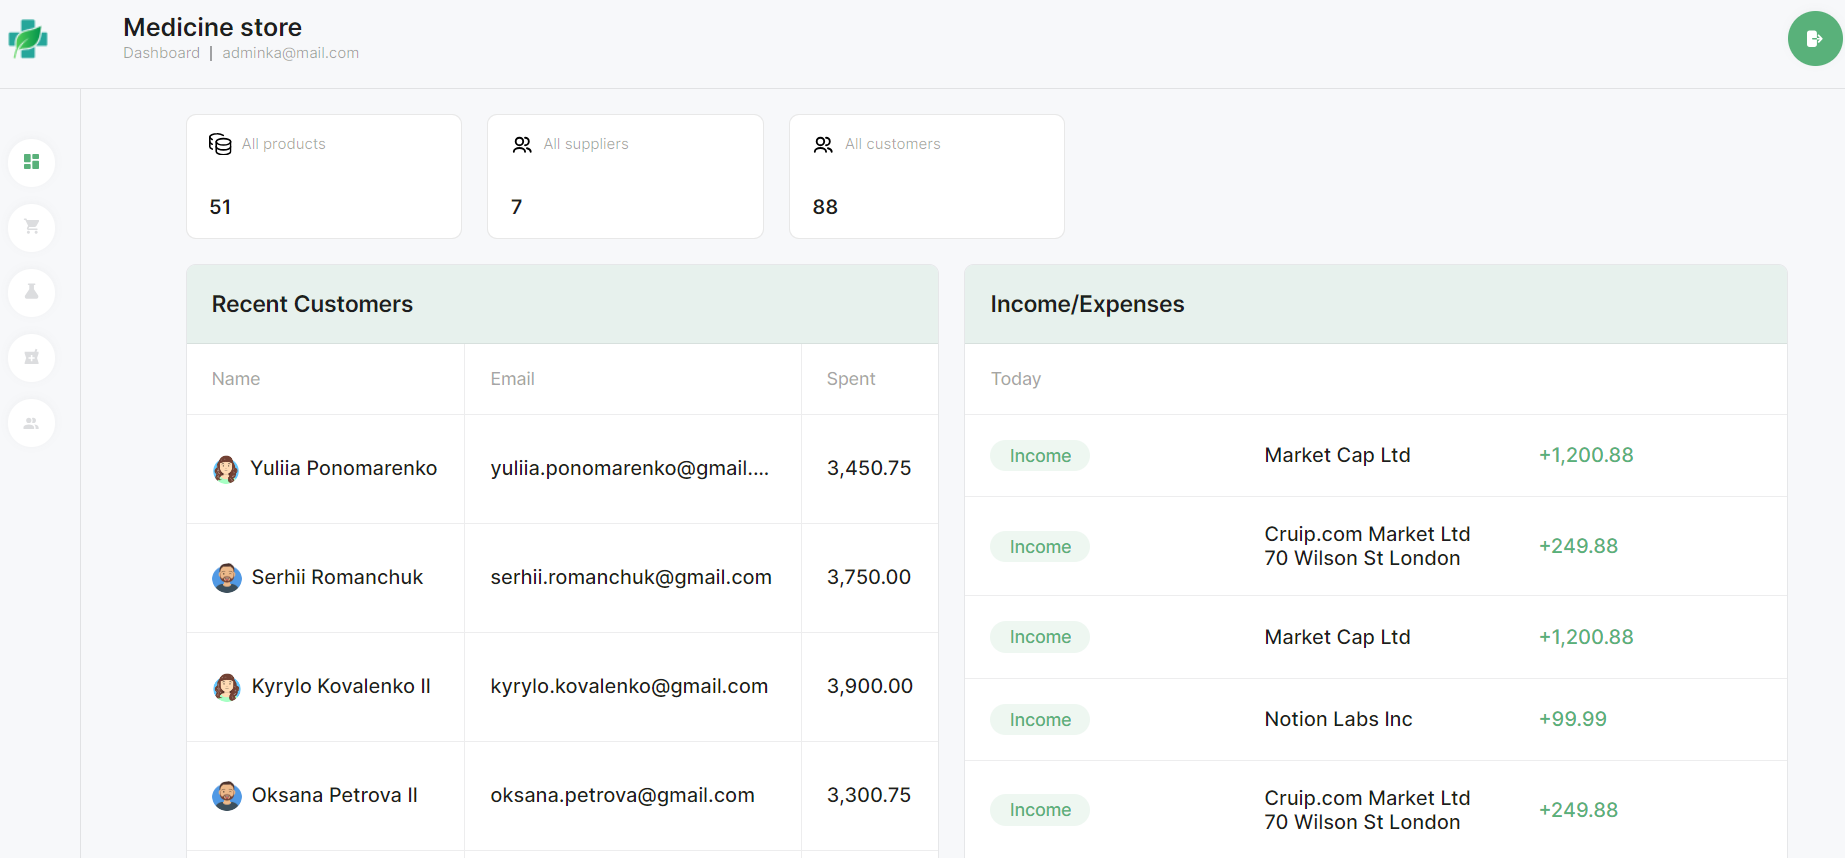 Medicine store
Dashboard | adminka@mail.com
All products
51
All suppliers
7
All customers
88
Recent Customers
Name Email Spent
Yuliia Ponomarenko yuliia.ponomarenko@gmail.... 3,450.75
Serhii Romanchuk serhii.romanchuk@gmail.com 3,750.00
Kyrylo Kovalenko II kyrylo.kovalenko@gmail.com 3,900.00
Oksana Petrova II oksana.petrova@gmail.com 3,300.75
Income/Expenses
Today
Income Market Cap Ltd +1,200.88
Income Cruip.com Market Ltd +249.88
70 Wilson St London
Income Market Cap Ltd +1,200.88
Income Notion Labs Inc +99.99
Income Cruip.com Market Ltd +249.88
70 Wilson St London